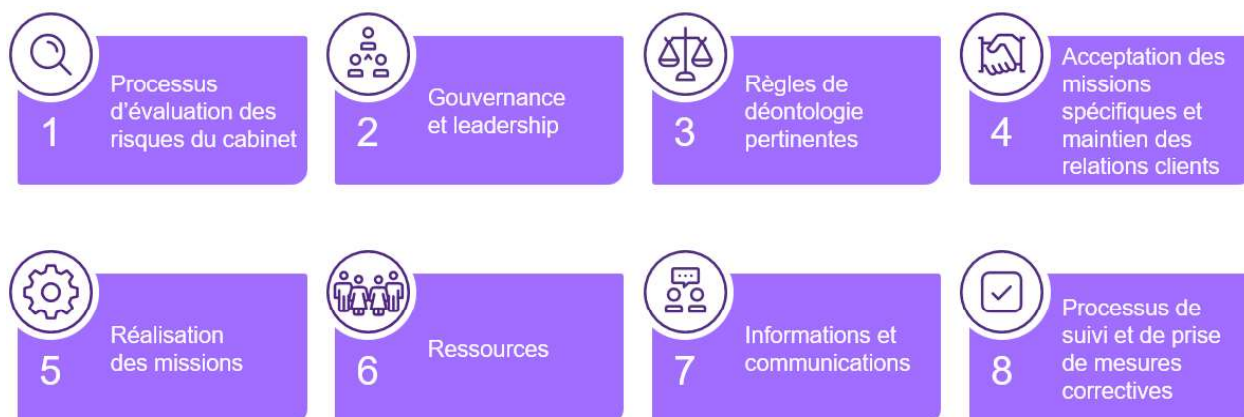 1
Processus
d'évaluation des
risques du cabinet
2
Gouvernance
et leadership
3
Règles de
déontologie
pertinentes
4
Acceptation des
missions
spécifiques et
maintien des
relations clients
5
Réalisation
des missions
6
Ressources
7
Informations et
communications
8
Processus de
suivi et de prise
de mesures
correctives